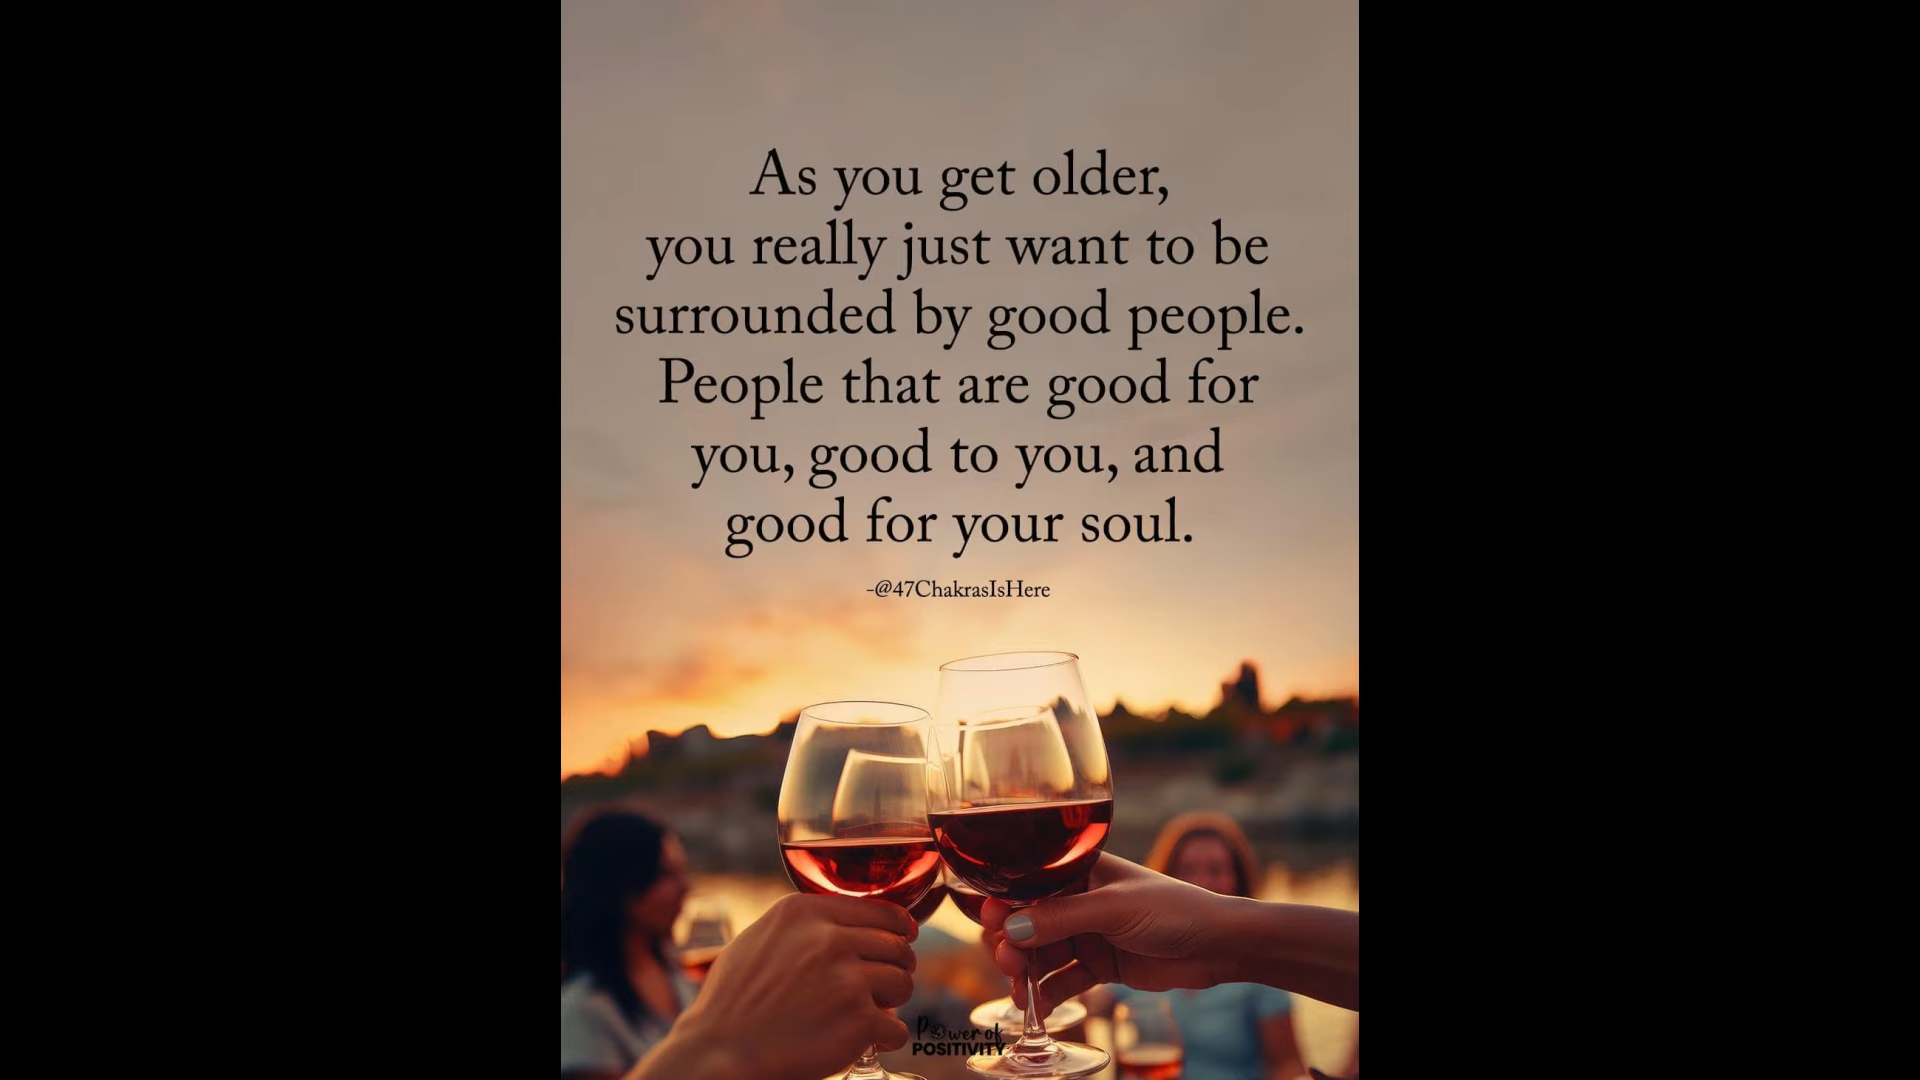 As you get older,
you really just want to be
surrounded by good people.
People that are good for
you, good to you, and
good for your soul.
-@47ChakrasIsHere
Power of
POSITIVITY